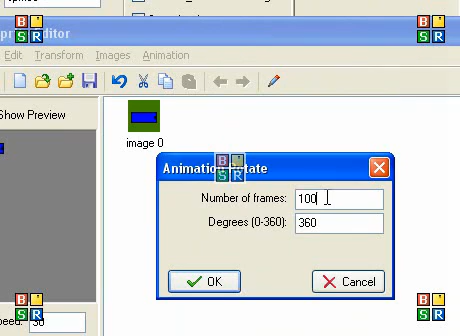 Editor
Edit Transform Images Animation
Show Preview
image 0
Animation Rotate
Number of frames: 100
Degrees (0-360): 360
OK Cancel
30
B
S R
B
S R
B
S R
B
S R
B
S R